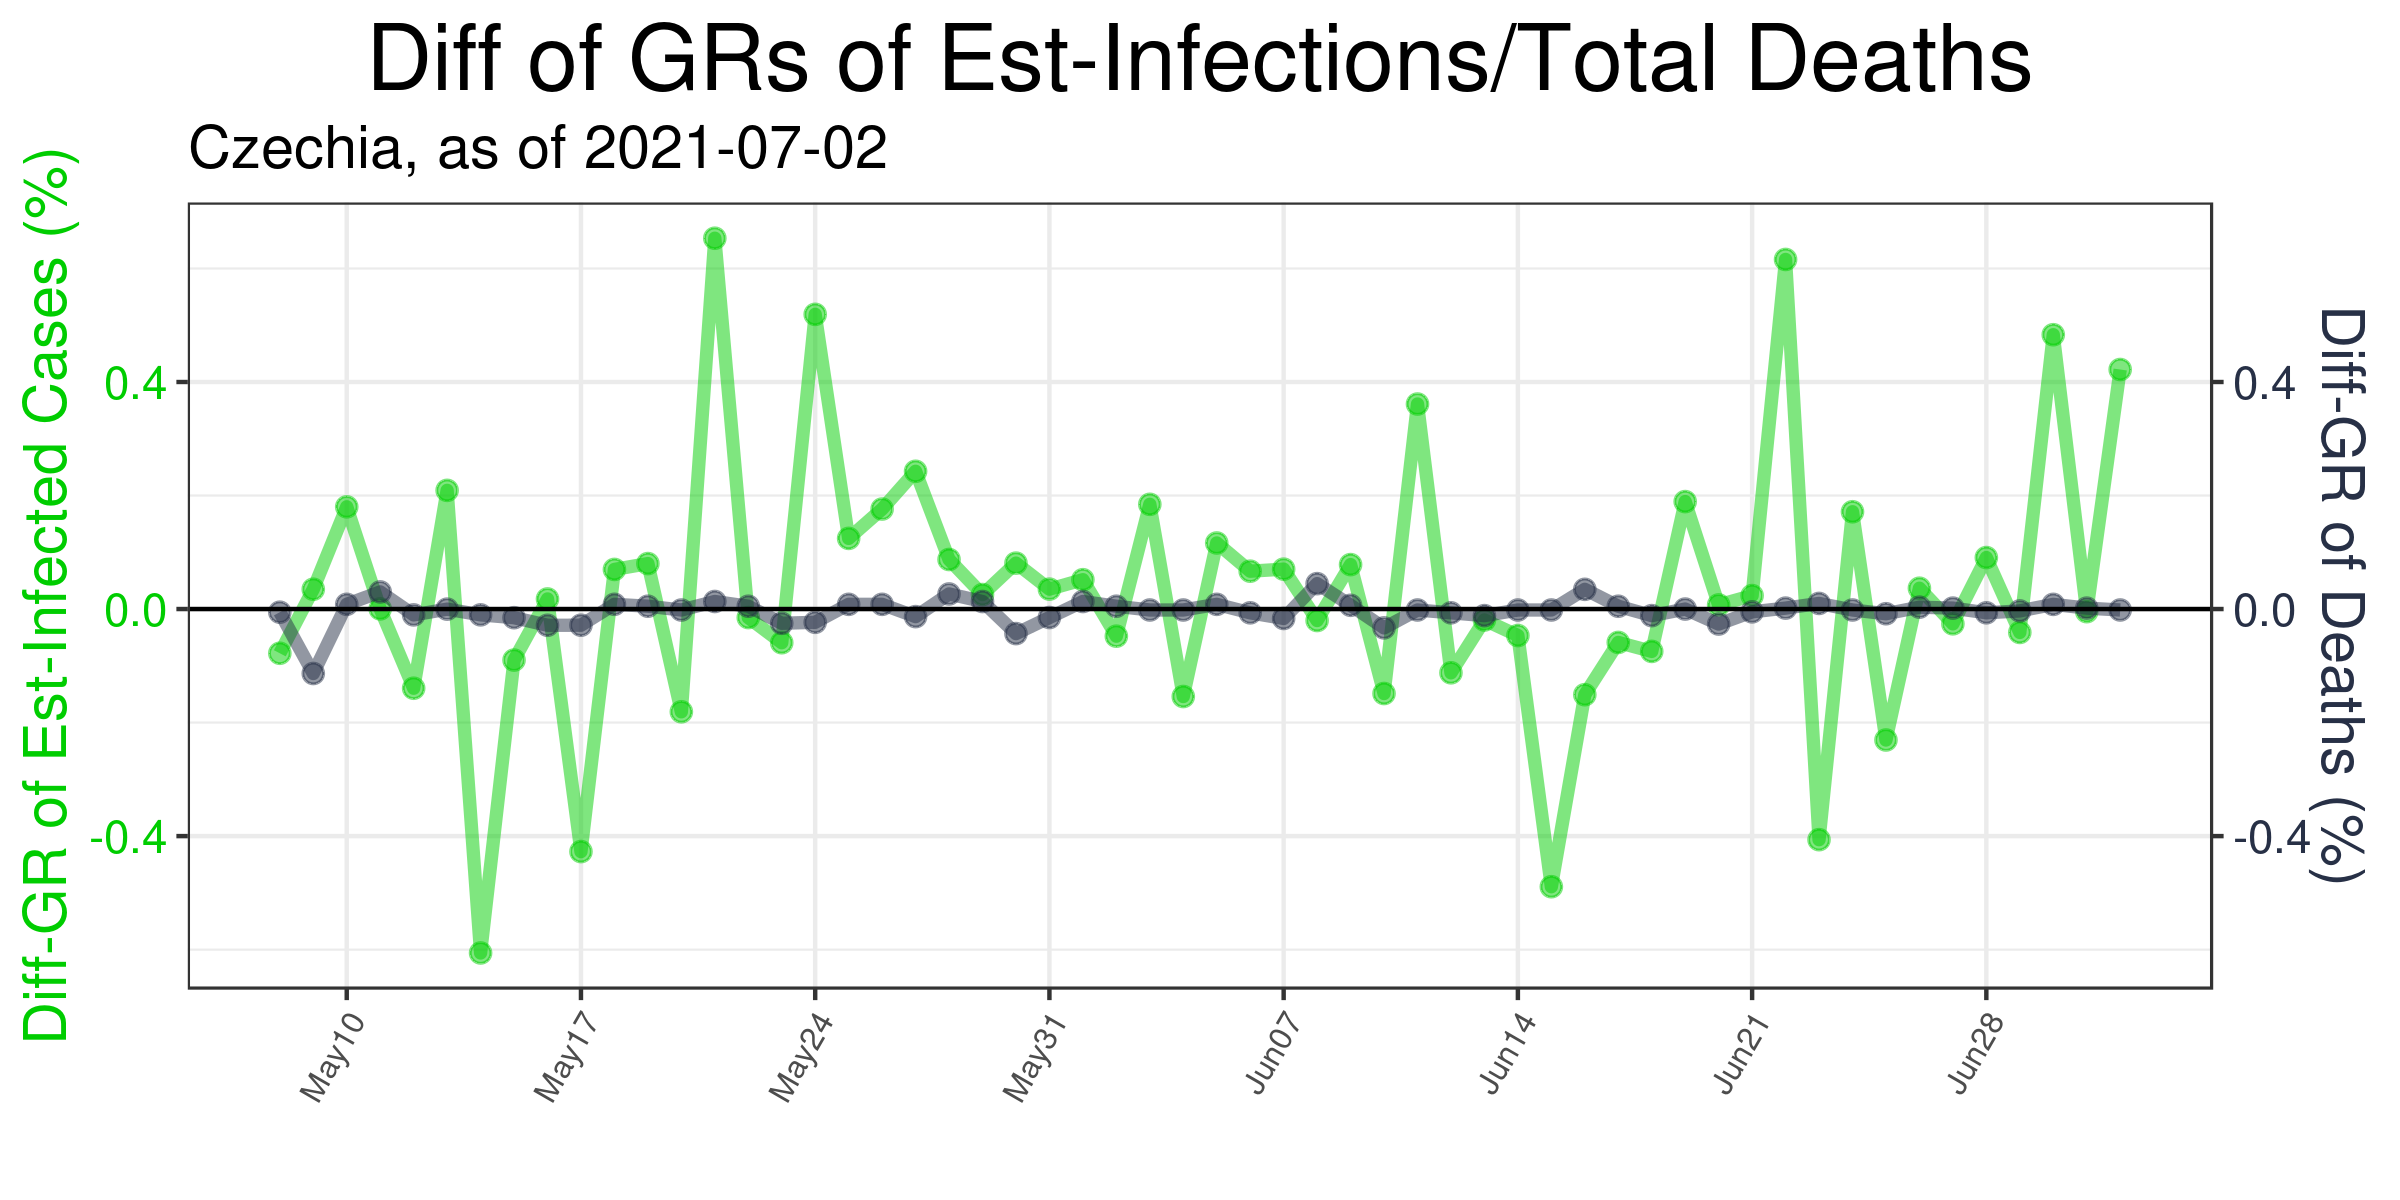 Diff of GRs of Est-Infections/Total Deaths
Czechia, as of 2021-07-02
Diff-GR of Est-Infected Cases (%)
0.4
0.0
-0.4
0.4
0.0
-0.4
Diff-GR of Deaths (%)
May10
May17
May24
May31
Jun07
Jun14
Jun21
Jun28